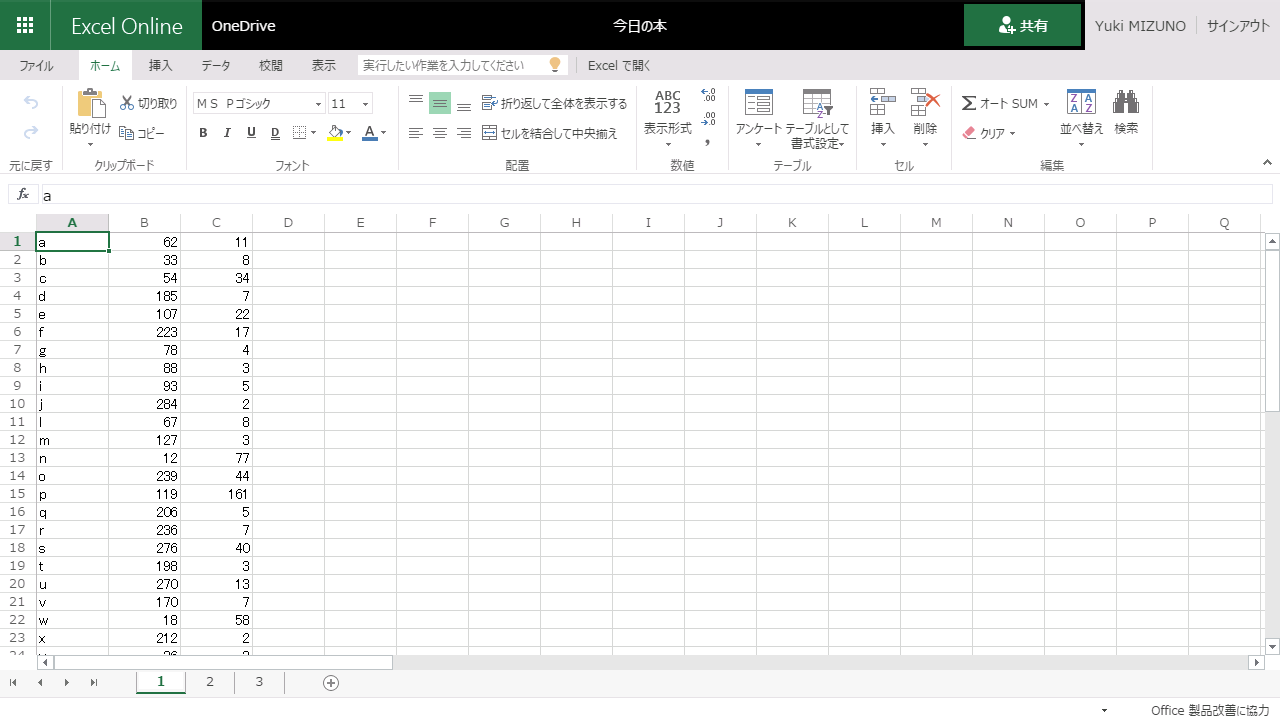 Excel Online OneDrive 今日の本 共有 Yuki MIZUNO サインアウト
ファイル ホーム 挿入 データ 校閲 表示 実行したい作業を入力してください Excel で開く
切り取り MS Pゴシック 11 ABC 123 .00 折り返して全体を表示する オート SUM
貼り付け コピー B I U D A セルを結合して中央揃え 表示形式 .00 アンケート テーブルとして書式設定 挿入 削除 クリア 並べ替え 検索
元に戻す クリップボード フォント 配置 数値 テーブル セル 編集
fx a
A B C D E F G H I J K L M N O P Q
1 a 62 11
2 b 33 8
3 c 54 34
4 d 185 7
5 e 107 22
6 f 223 17
7 g 78 4
8 h 88 3
9 i 93 5
10 j 284 2
11 l 67 8
12 m 127 3
13 n 12 77
14 o 239 44
15 p 119 161
16 q 206 5
17 r 236 7
18 s 276 40
19 t 198 3
20 u 270 13
21 v 170 7
22 w 18 58
23 x 212 2
1 2 3
Office 製品改善に協力